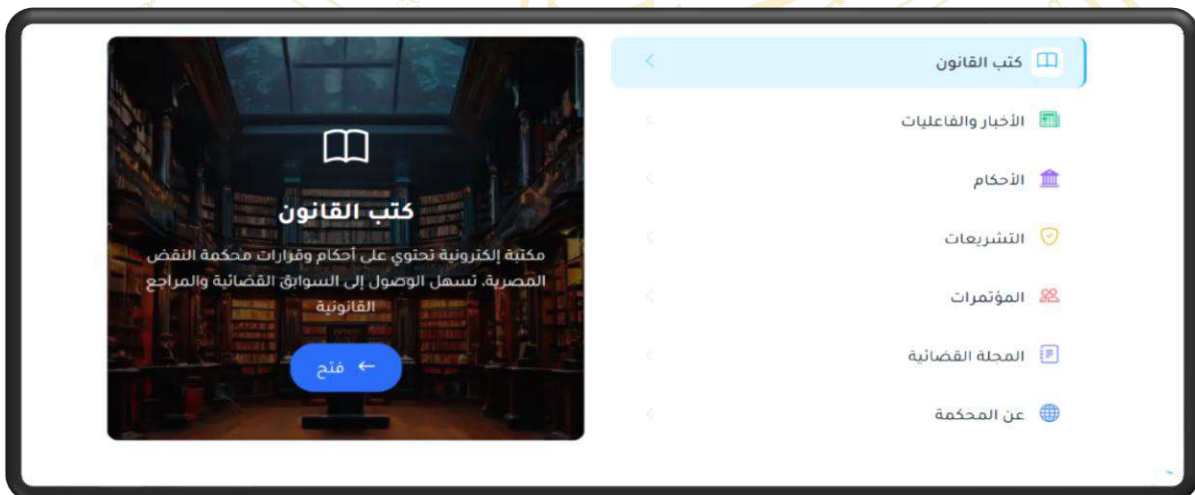 كتب القانون
الأخبار والفاعليات
الأحكام
التشريعات
المؤتمرات
المجلة القضائية
عن المحكمة
كتب القانون
مكتبة إلكترونية تحتوي على أحكام وقرارات محكمة النقض
المصرية، تسهل الوصول إلى السوابق القضائية والمراجع
القانونية
فتح